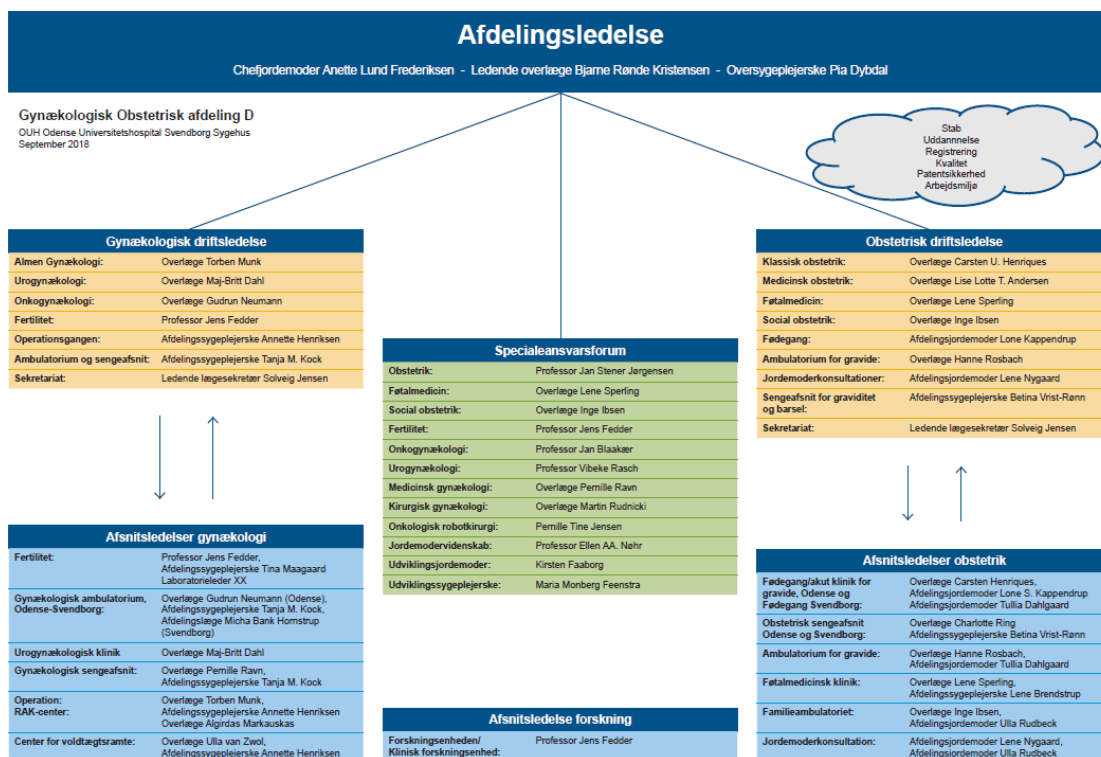 Afdelingsledelse
Chefjordemoder Anette Lund Frederiksen - Ledende overlæge Bjarne Rønde Kristensen - Oversygeplejerske Pia Dybdal
Gynækologisk Obstetrisk afdeling D
OUH Odense Universitetshospital Svendborg Sygehus
September 2018
Stab
Uddannnelse
Registrering
Kvalitet
Patentsikkerhed
Arbejdsmiljø
Gynækologisk driftsledelse
Almen Gynækologi: Overlæge Torben Munk
Urogynækologi: Overlæge Maj-Britt Dahl
Onkogynækologi: Overlæge Gudrun Neumann
Fertilitet: Professor Jens Fedder
Operationsgangen: Afdelingssygeplejerske Annette Henriksen
Ambulatorium og sengeafsnit: Afdelingssygeplejerske Tanja M. Kock
Sekretariat: Ledende lægesekretær Solveig Jensen
Obstetrisk driftsledelse
Klassisk obstetrik: Overlæge Carsten U. Henriques
Medicinsk obstetrik: Overlæge Lise Lotte T. Andersen
Føtalmedicin: Overlæge Lene Sperling
Social obstetrik: Overlæge Inge Ibsen
Fødegang: Afdelingsjordemoder Lone Kappendrup
Ambulatorium for gravide: Overlæge Hanne Rosbach
Jordemoderkonsultationer: Afdelingsjordemoder Lene Nygaard
Sengeafsnit for graviditet Afdelingssygeplejerske Betina Vrist-Rønn
og barsel:
Sekretariat: Ledende lægesekretær Solveig Jensen
Specialeansvarsforum
Obstetrik: Professor Jan Stener Jørgensen
Føtalmedicin: Overlæge Lene Sperling
Social obstetrik: Overlæge Inge Ibsen
Fertilitet: Professor Jens Fedder
Onkogynækologi: Professor Jan Blaakær
Urogynækologi: Professor Vibeke Rasch
Medicinsk gynækologi: Overlæge Pernille Ravn
Kirurgisk gynækologi: Overlæge Martin Rudnicki
Onkologisk robotkirurgi: Pernille Tine Jensen
Jordemodervidenskab: Professor Ellen AA. Nøhr
Udviklingsjordemoder: Kirsten Faaborg
Udviklingssygeplejerske: Maria Monberg Feenstra
Afsnitledelser gynækologi
Fertilitet: Professor Jens Fedder,
Afdelingssygeplejerske Tina Maagaard
Laboratorieleder XX
Gynækologisk ambulatorium, Overlæge Gudrun Neumann (Odense),
Odense-Svendborg: Afdelingssygeplejerske Tanja M. Kock,
Afdelingslæge Micha Bank Hornstrup
(Svendborg)
Urogynækologisk klinik Overlæge Maj-Britt Dahl
Gynækologisk sengeafsnit: Overlæge Pernille Ravn,
Afdelingssygeplejerske Tanja M. Kock
Operation: Overlæge Torben Munk,
RAK-center: Afdelingssygeplejerske Annette Henriksen
Overlæge Algirdas Markauskas
Center for voldtægtsramte: Overlæge Ulla van Zwol,
Afdelingssygeplejerske Annette Henriksen
Afsnitledelse forskning
Forskningsenheden/ Professor Jens Fedder
Klinisk forskningsenhed:
Afsnitledelser obstetrik
Fødegang/akut klinik for Overlæge Carsten Henriques,
gravide, Odense og Afdelingsjordemoder Lone S. Kappendrup
Fødegang Svendborg: Afdelingsjordemoder Tullia Dahlgaard
Obstetrisk sengeafsnit Overlæge Charlotte Ring
Odense og Svendborg: Afdelingssygeplejerske Betina Vrist-Rønn
Ambulatorium for gravide: Overlæge Hanne Rosbach,
Afdelingsjordemoder Tullia Dahlgaard
Føtalmedicinsk klinik: Overlæge Lene Sperling,
Afdelingssygeplejerske Lene Brendstrup
Familieambulatoriet: Overlæge Inge Ibsen,
Afdelingsjordemoder Ulla Rudbeck
Jordemoderkonsultation: Afdelingsjordemoder Lene Nygaard,
Afdelingsjordemoder Ulla Rudbeck